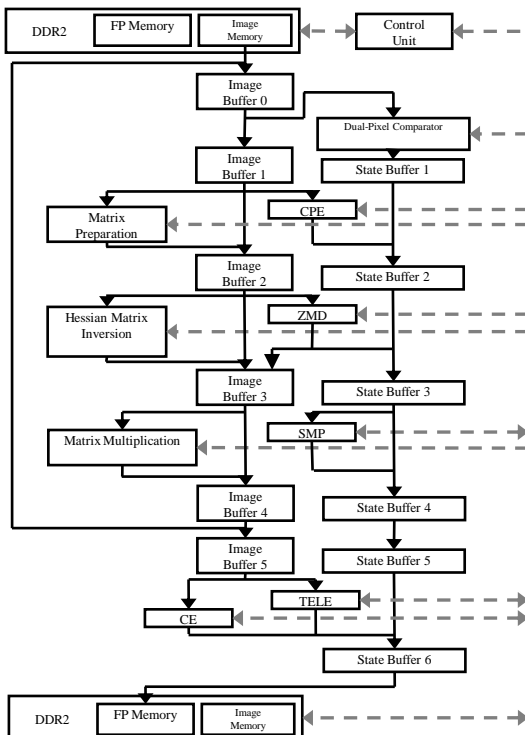 DDR2
FP Memory
Image
Memory
Control
Unit
Image
Buffer 0
Dual-Pixel Comparator
Image
Buffer 1
State Buffer 1
Matrix
Preparation
CPE
Image
Buffer 2
State Buffer 2
Hessian Matrix
Inversion
ZMD
Image
Buffer 3
State Buffer 3
Matrix Multiplication
SMP
Image
Buffer 4
State Buffer 4
Image
Buffer 5
State Buffer 5
CE
TELE
State Buffer 6
DDR2
FP Memory
Image
Memory